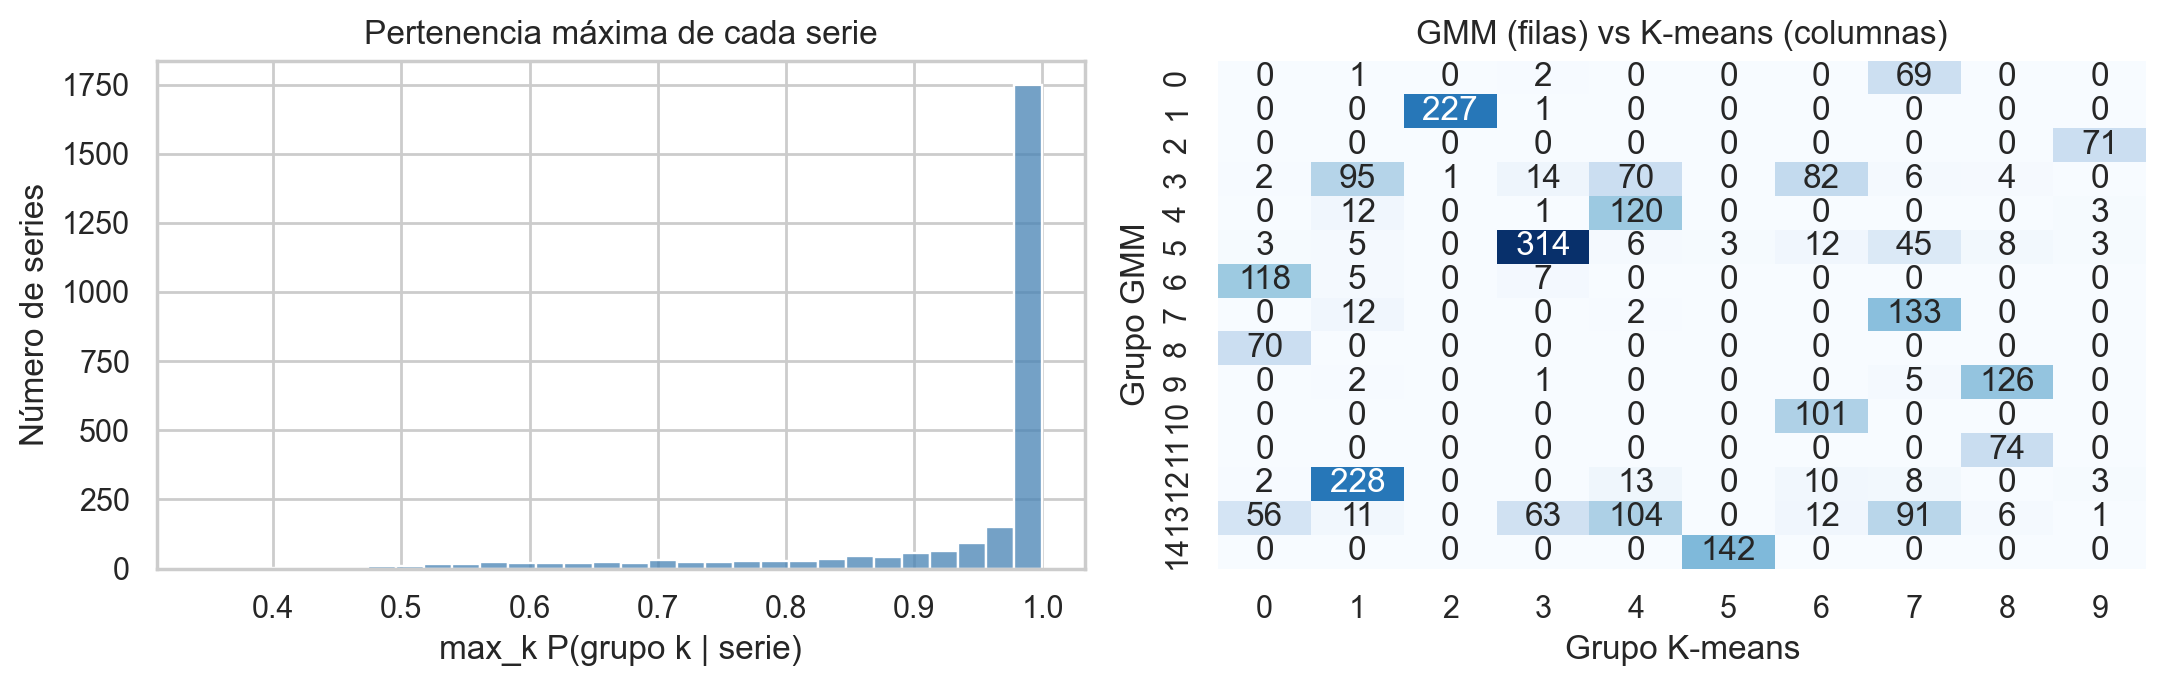 Pertenencia máxima de cada serie
Número de series
1750
1500
1250
1000
750
500
250
0
0.4 0.5 0.6 0.7 0.8 0.9 1.0
max_k P(grupo k | serie)
GMM (filas) vs K-means (columnas)
Grupo GMM
0 0 1 0 2 0 0 0 69 0 0
1 0 0 227 1 0 0 0 0 0 0
2 0 0 0 0 0 0 0 0 0 71
3 2 95 1 14 70 0 82 6 4 0
4 0 12 0 1 120 0 0 0 0 3
5 3 5 0 314 6 3 12 45 8 3
6 118 5 0 7 0 0 0 0 0 0
7 0 12 0 0 2 0 0 133 0 0
8 70 0 0 0 0 0 0 0 0 0
9 0 2 0 1 0 0 0 5 126 0
10 0 0 0 0 0 0 101 0 0 0
11 0 0 0 0 0 0 0 0 74 0
12 2 228 0 0 13 0 10 8 0 3
13 56 11 0 63 104 0 12 91 6 1
14 0 0 0 0 0 142 0 0 0 0
0 1 2 3 4 5 6 7 8 9
Grupo K-means